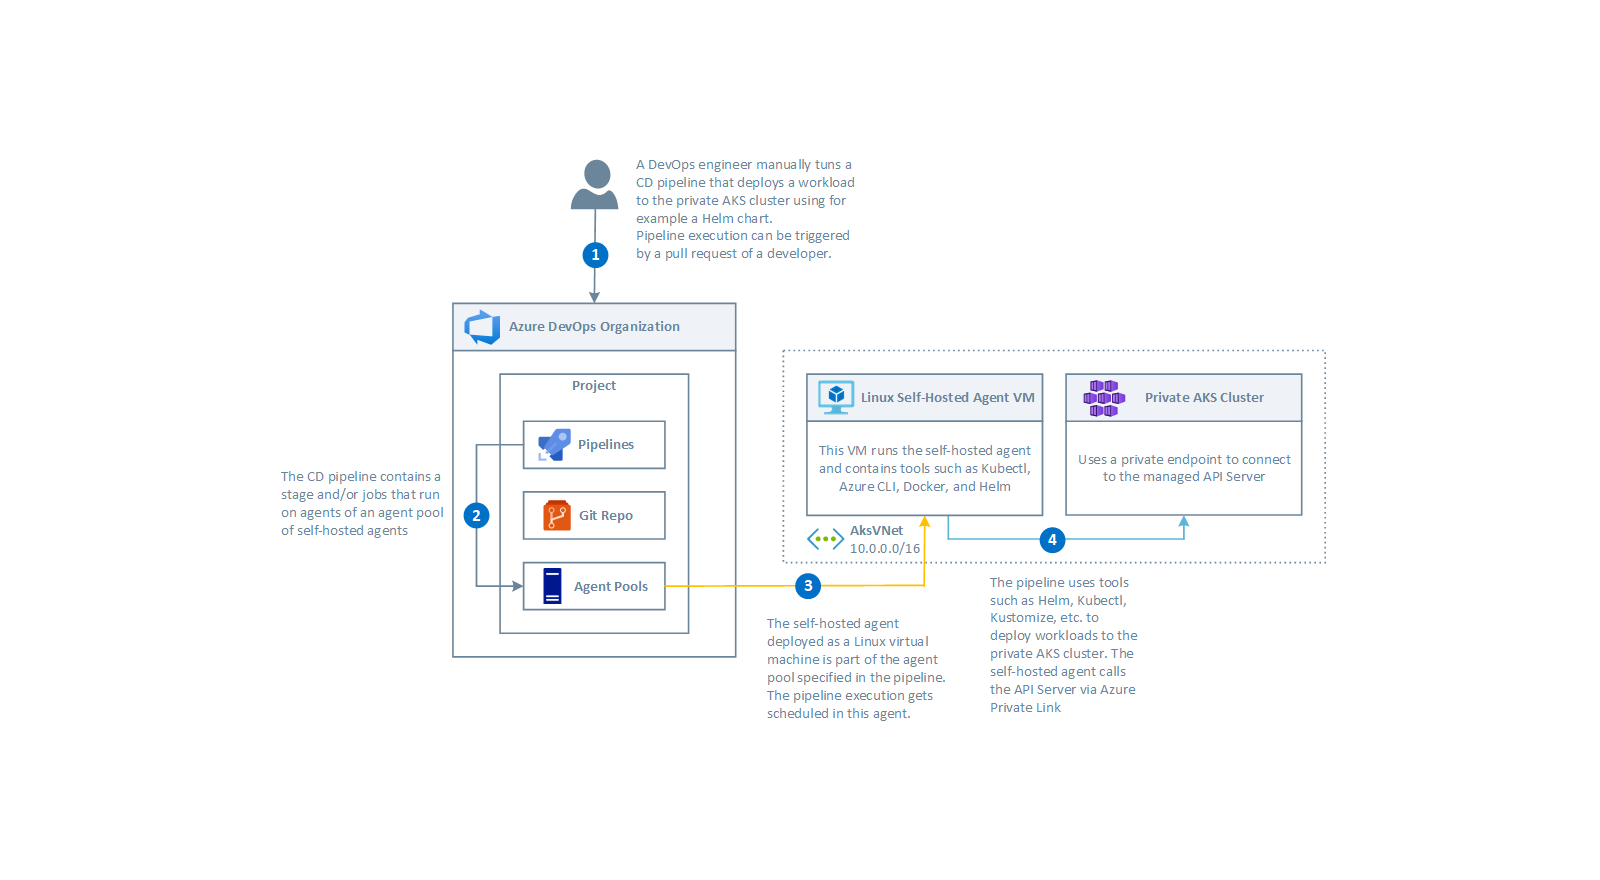 A DevOps engineer manually tuns a
CD pipeline that deploys a workload
to the private AKS cluster using for
example a Helm chart.
Pipeline execution can be triggered
by a pull request of a developer.
1
Azure DevOps Organization
Project
Pipelines
Git Repo
Agent Pools
The CD pipeline contains a
stage and/or jobs that run
on agents of an agent pool
of self-hosted agents
2
Linux Self-Hosted Agent VM
This VM runs the self-hosted agent
and contains tools such as Kubectl,
Azure CLI, Docker, and Helm
Private AKS Cluster
Uses a private endpoint to connect
to the managed API Server
AksVNet
10.0.0.0/16
4
3
The self-hosted agent
deployed as a Linux virtual
machine is part of the agent
pool specified in the pipeline.
The pipeline execution gets
scheduled in this agent.
The pipeline uses tools
such as Helm, Kubectl,
Kustomize, etc. to
deploy workloads to the
private AKS cluster. The
self-hosted agent calls
the API Server via Azure
Private Link